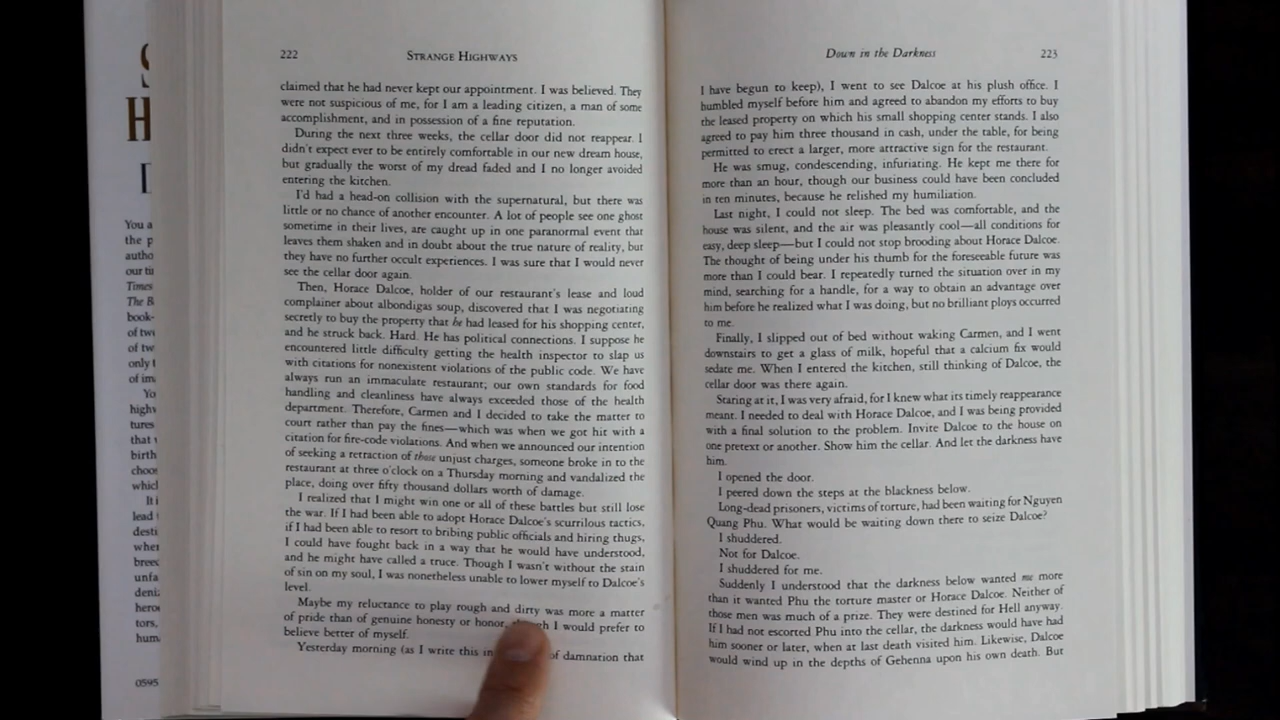 222
STRANGE HIGHWAYS
claimed that he had never kept our appointment. I was believed. They
were not suspicious of me, for I am a leading citizen, a man of some
accomplishment, and in possession of a fine reputation.
During the next three weeks, the cellar door did not reappear. I
didn't expect ever to be entirely comfortable in our new dream house,
but gradually the worst of my dread faded and I no longer avoided
entering the kitchen.
I'd had a head-on collision with the supernatural, but there was
little or no chance of another encounter. A lot of people see one ghost
sometime in their lives, are caught up in one paranormal event that
leaves them shaken and in doubt about the true nature of reality, but
they have no further occult experiences. I was sure that I would never
see the cellar door again.
Then, Horace Dalcoe, holder of our restaurant's lease and loud
complainer about albondigas soup, discovered that I was negotiating
secretly to buy the property that he had leased for his shopping center,
and he struck back. Hard. He has political connections. I suppose he
encountered little difficulty getting the health inspector to slap us
with citations for nonexistent violations of the public code. We have
always run an immaculate restaurant; our own standards for food
handling and cleanliness have always exceeded those of the health
department. Therefore, Carmen and I decided to take the matter to
court rather than pay the fines—which was when we got hit with a
citation for fire-code violations. And when we announced our intention
of seeking a retraction of those unjust charges, someone broke in to the
restaurant at three o'clock on a Thursday morning and vandalized the
place, doing over fifty thousand dollars worth of damage.
I realized that I might win one or all of these battles but still lose
the war. If I had been able to adopt Horace Dalcoe's scurrilous tactics,
if I had been able to resort to bribing public officials and hiring thugs,
I could have fought back in a way that he would have understood,
and he might have called a truce. Though I wasn't without the stain
of sin on my soul, I was nonetheless unable to lower myself to Dalcoe's
level.
Maybe my reluctance to play rough and dirty was more a matter
of pride than of genuine honesty or honor, I would prefer to
believe better of myself.
Yesterday morning (as I write this in of damnation that
Down in the Darkness
223
I have begun to keep), I went to see Dalcoe at his plush office. I
humbled myself before him and agreed to abandon my efforts to buy
the leased property on which his small shopping center stands. I also
agreed to pay him three thousand in cash, under the table, for being
permitted to erect a larger, more attractive sign for the restaurant.
He was smug, condescending, infuriating. He kept me there for
more than an hour, though our business could have been concluded
in ten minutes, because he relished my humiliation.
Last night, I could not sleep. The bed was comfortable, and the
house was silent, and the air was pleasantly cool—all conditions for
easy, deep sleep—but I could not stop brooding about Horace Dalcoe.
The thought of being under his thumb for the foreseeable future was
more than I could bear. I repeatedly turned the situation over in my
mind, searching for a handle, for a way to obtain an advantage over
him before he realized what I was doing, but no brilliant ploys occurred
to me.
Finally, I slipped out of bed without waking Carmen, and I went
downstairs to get a glass of milk, hopeful that a calcium fix would
sedate me. When I entered the kitchen, still thinking of Dalcoe, the
cellar door was there again.
Staring at it, I was very afraid, for I knew what its timely reappearance
meant. I needed to deal with Horace Dalcoe, and I was being provided
with a final solution to the problem. Invite Dalcoe to the house on
one pretext or another. Show him the cellar. And let the darkness have
him.
I opened the door.
I peered down the steps at the blackness below.
Long-dead prisoners, victims of torture, had been waiting for Nguyen
Quang Phu. What would be waiting down there to seize Dalcoe?
I shuddered.
Not for Dalcoe.
I shuddered for me.
Suddenly I understood that the darkness below wanted me more
than it wanted Phu the torture master or Horace Dalcoe. Neither of
those men was much of a prize. They were destined for Hell anyway.
If I had not escorted Phu into the cellar, the darkness would have had
him sooner or later, when at last death visited him. Likewise, Dalcoe
would wind up in the depths of Gehenna upon his own death. But
H
You a
the p
autho
our ti
Times
The B
book-
of tw
of tw
only t
of im
Yo
highw
tures
that
birth
choo
which
It i
lead
desti
when
breed
unfa
deni
hero
tors,
hum
0595